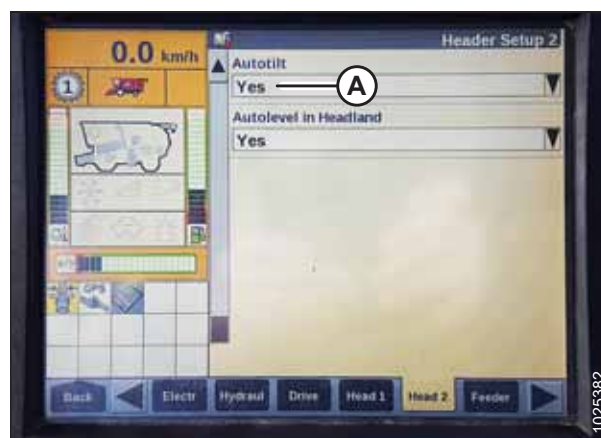 Header Setup 2
0.0 km/h
Autotilt
1
Yes
A
Autolevel in Headland
Yes
Back
Electr
Hydraul
Drive
Head 1
Head 2
Feeder
1025382